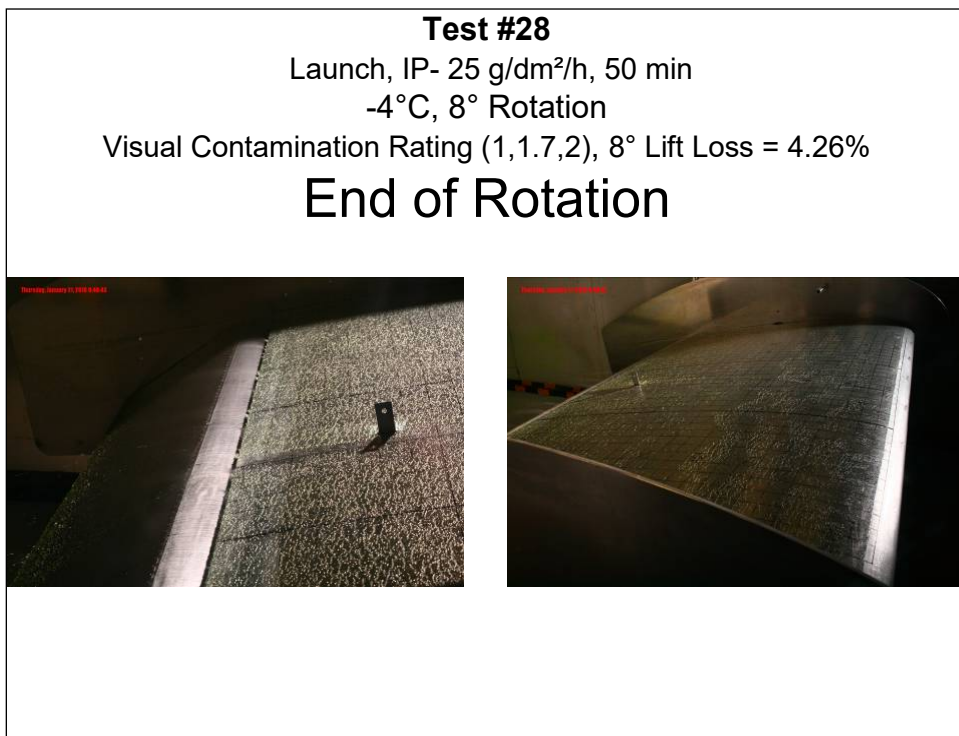 Test #28
Launch, IP- 25 g/dm²/h, 50 min
-4°C, 8° Rotation
Visual Contamination Rating (1,1.7,2), 8° Lift Loss = 4.26%
End of Rotation